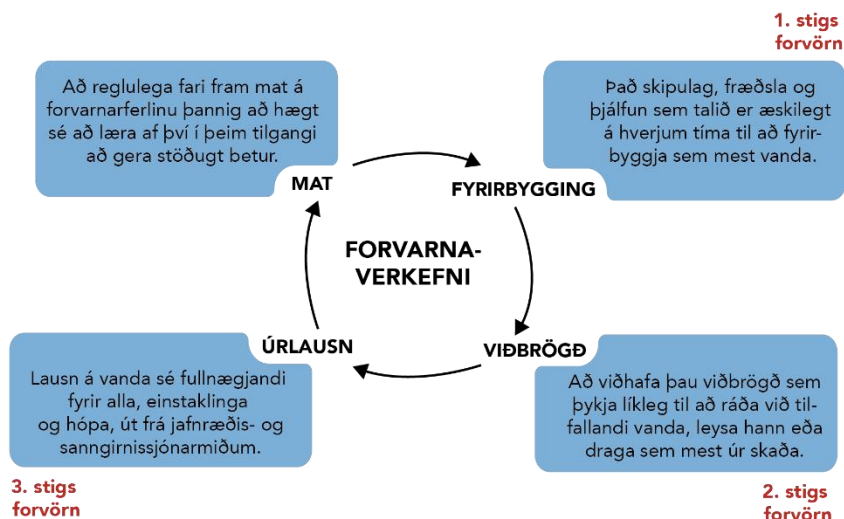 1. stigs
forvörn
Að reglulega fari fram mat á
forvarnarferlinu þannig að hægt
sé að læra af því í þeim tilgangi
að gera stöðugt betur.
MAT
Það skipulag, fræðsla og
þjálfun sem talið er æskilegt
á hverjum tíma til að fyrir-
byggja sem mest vanda.
FYRIRBYGGING
FORVARNA-
VERKEFNI
ÚRLAUSN
Lausn á vanda sé fullnægjandi
fyrir alla, einstaklinga
og hópa, út frá jafnræðis- og
sanngirnissjónarmiðum.
3. stigs
forvörn
VIÐBRÖGÐ
Að viðhafa þau viðbrögð sem
þykja líkleg til að ráða við til-
fallandi vanda, leysa hann eða
draga sem mest úr skaða.
2. stigs
forvörn